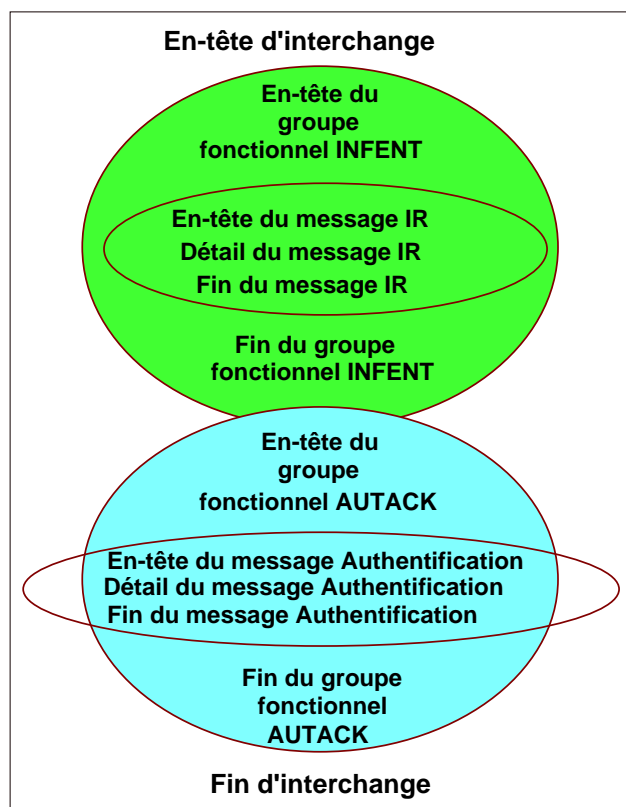 En-tête d'interchange
En-tête du
groupe
fonctionnel INFENT
En-tête du message IR
Détail du message IR
Fin du message IR
Fin du groupe
fonctionnel INFENT
En-tête du
groupe
fonctionnel AUTACK
En-tête du message Authentification
Détail du message Authentification
Fin du message Authentification
Fin du groupe
fonctionnel
AUTACK
Fin d'interchange